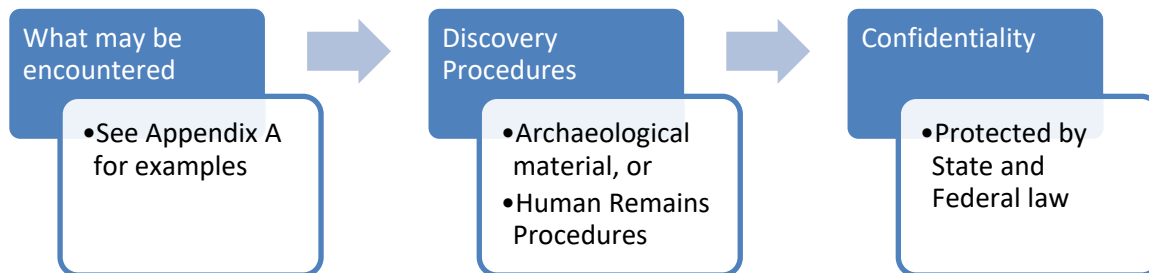 What may be
encountered
•See Appendix A
for examples
Discovery
Procedures
•Archaeological
material, or
•Human Remains
Procedures
Confidentiality
•Protected by
State and
Federal law